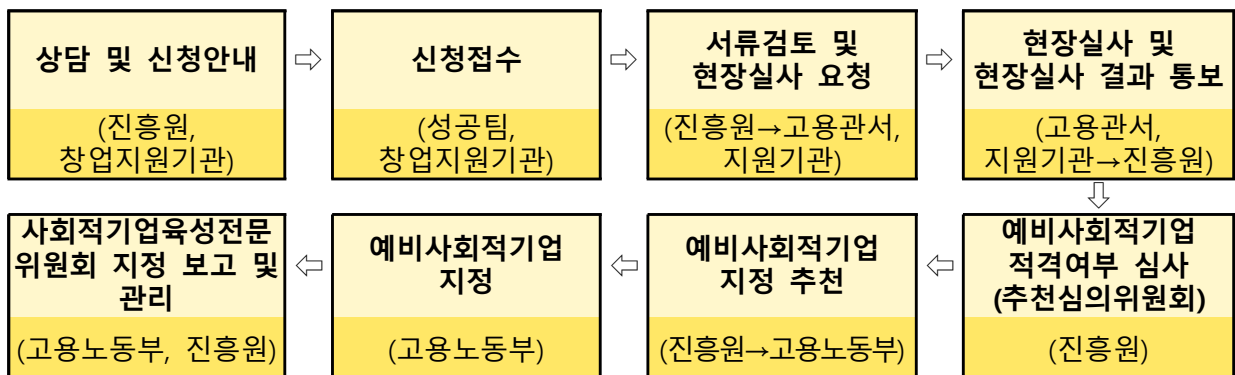 상담 및 신청안내
(진흥원,
창업지원기관)
⇨
신청접수
(성공팀,
창업지원기관)
⇨
서류검토 및
현장실사 요청
(진흥원→고용관서,
지원기관)
⇨
현장실사 및
현장실사 결과 통보
(고용관서,
지원기관→진흥원)
⇩
예비사회적기업
적격여부 심사
(추천심의위원회)
(진흥원)
⇦
예비사회적기업
지정 추천
(진흥원→고용노동부)
⇦
예비사회적기업
지정
(고용노동부)
⇦
사회적기업육성전문
위원회 지정 보고 및
관리
(고용노동부, 진흥원)